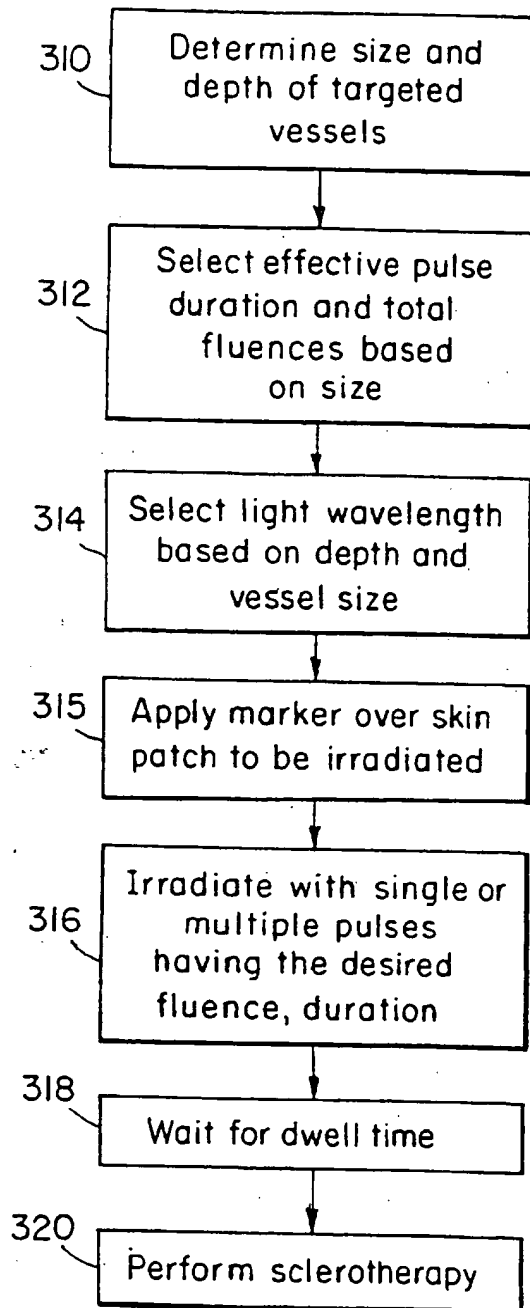 310
Determine size and
depth of targeted
vessels
312
Select effective pulse
duration and total
fluences based
on size
314
Select light wavelength
based on depth and
vessel size
315
Apply marker over skin
patch to be irradiated
316
Irradiate with single or
multiple pulses
having the desired
fluence, duration
318
Wait for dwell time
320
Perform sclerotherapy